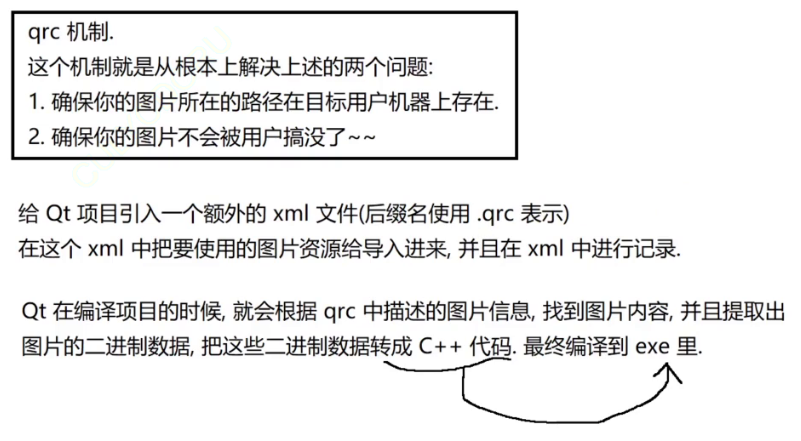 qrc 机制.
这个机制就是从根本上解决上述的两个问题:
1. 确保你的图片所在的路径在目标用户机器上存在.
2. 确保你的图片不会被用户搞没了~~
给 Qt 项目引入一个额外的 xml 文件(后缀名使用 .qrc 表示)
在这个 xml 中把要使用的图片资源给导入进来, 并且在 xml 中进行记录.
Qt 在编译项目的时候, 就会根据 qrc 中描述的图片信息, 找到图片内容, 并且提取出
图片的二进制数据, 把这些二进制数据转成 C++ 代码. 最终编译到 exe 里.